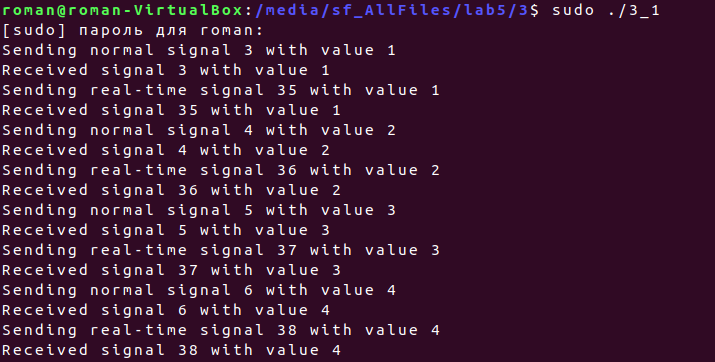 roman@roman-VirtualBox:/media/sf_AllFiles/lab5/3$ sudo ./3_1
[sudo] пароль для roman:
Sending normal signal 3 with value 1
Received signal 3 with value 1
Sending real-time signal 35 with value 1
Received signal 35 with value 1
Sending normal signal 4 with value 2
Received signal 4 with value 2
Sending real-time signal 36 with value 2
Received signal 36 with value 2
Sending normal signal 5 with value 3
Received signal 5 with value 3
Sending real-time signal 37 with value 3
Received signal 37 with value 3
Sending normal signal 6 with value 4
Received signal 6 with value 4
Sending real-time signal 38 with value 4
Received signal 38 with value 4